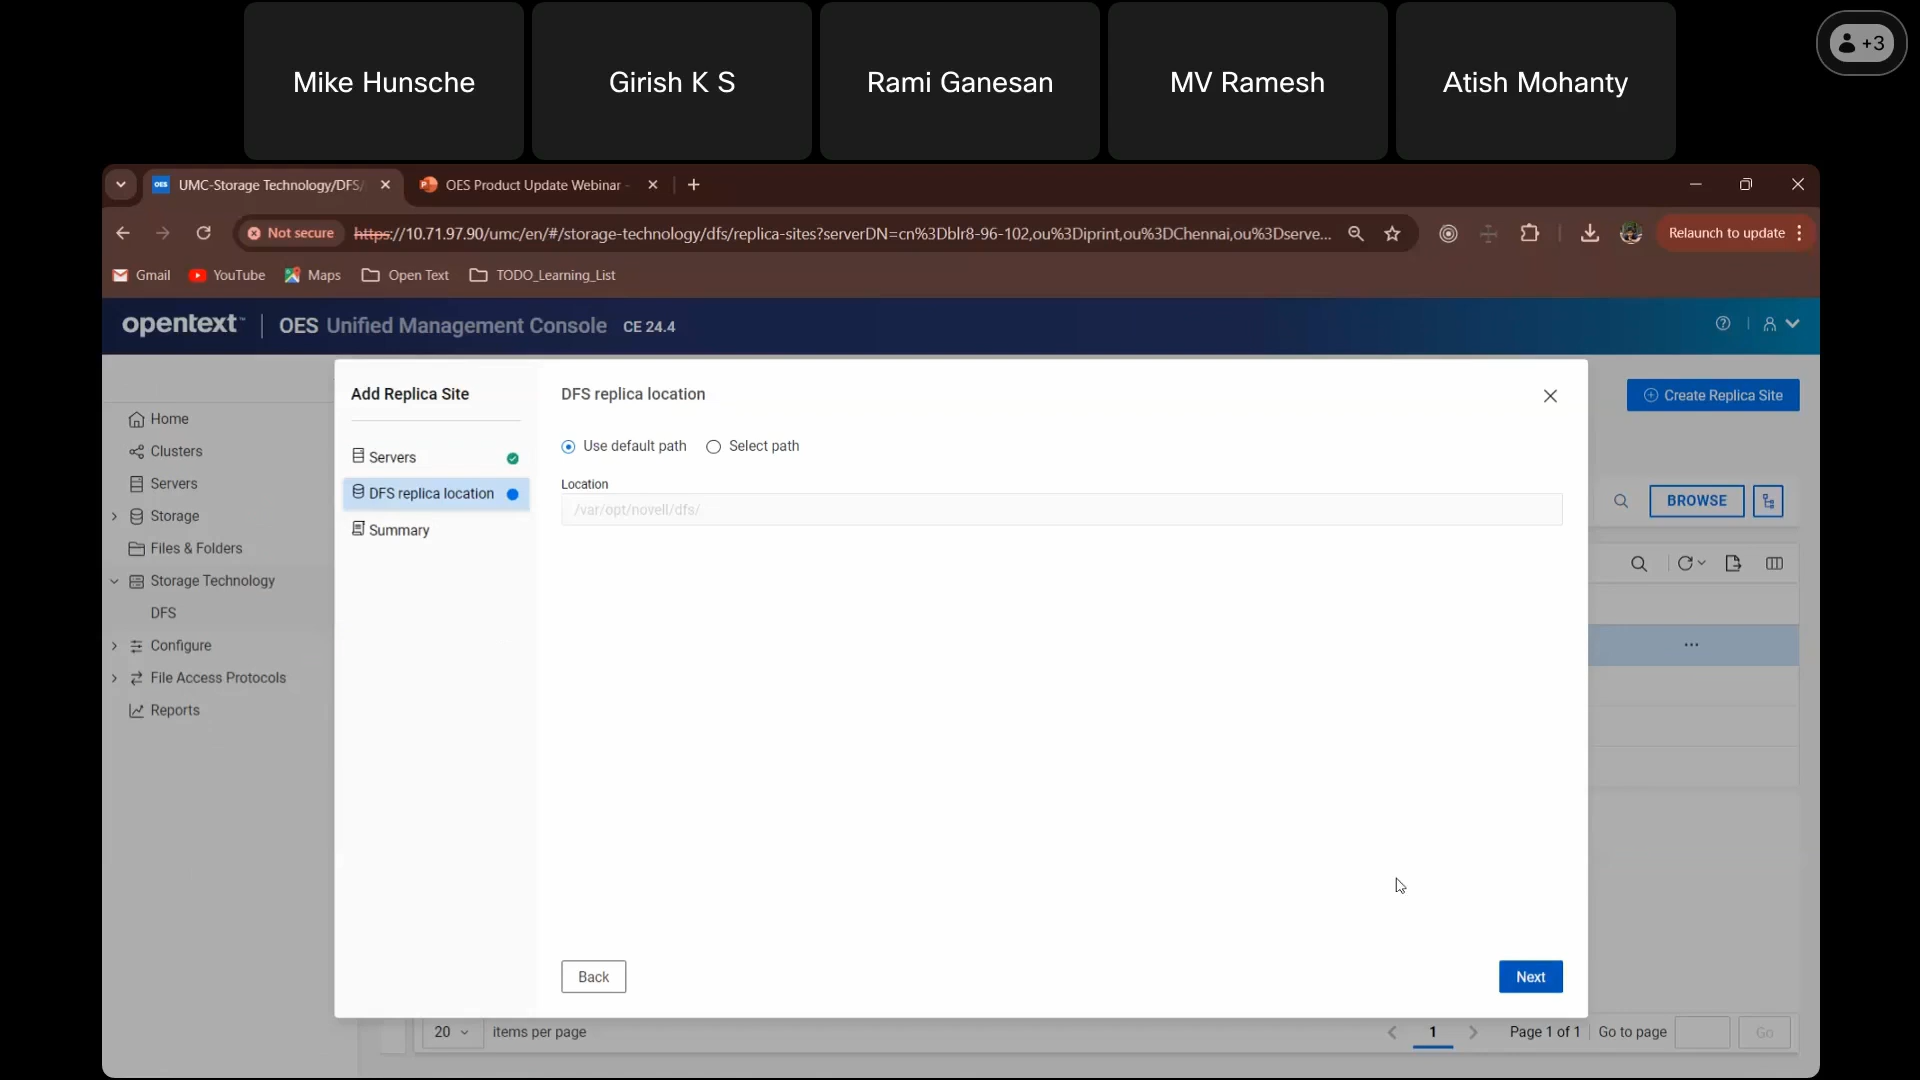 Mike Hunsche
Girish K S
Rami Ganesan
MV Ramesh
Atish Mohanty
+3
OES UMC-Storage Technology/DFS/
OES Product Update Webinar -
Not secure
https://10.71.97.90/umc/en/#/storage-technology/dfs/replica-sites?serverDN=cn%3Dblr8-96-102,ou%3Diprint,ou%3DChennai,ou%3Dserve...
Relaunch to update
Gmail
YouTube
Maps
Open Text
TODO_Learning_List
opentext™ | OES Unified Management Console CE 24.4
Create Replica Site
Home
Clusters
Servers
Storage
Files & Folders
Storage Technology
DFS
Configure
File Access Protocols
Reports
Add Replica Site
Servers
DFS replica location
Summary
DFS replica location
Use default path
Select path
Location
/var/opt/novell/dfs/
Back
Next
BROWSE
20
items per page
1
Page 1 of 1
Go to page
Go